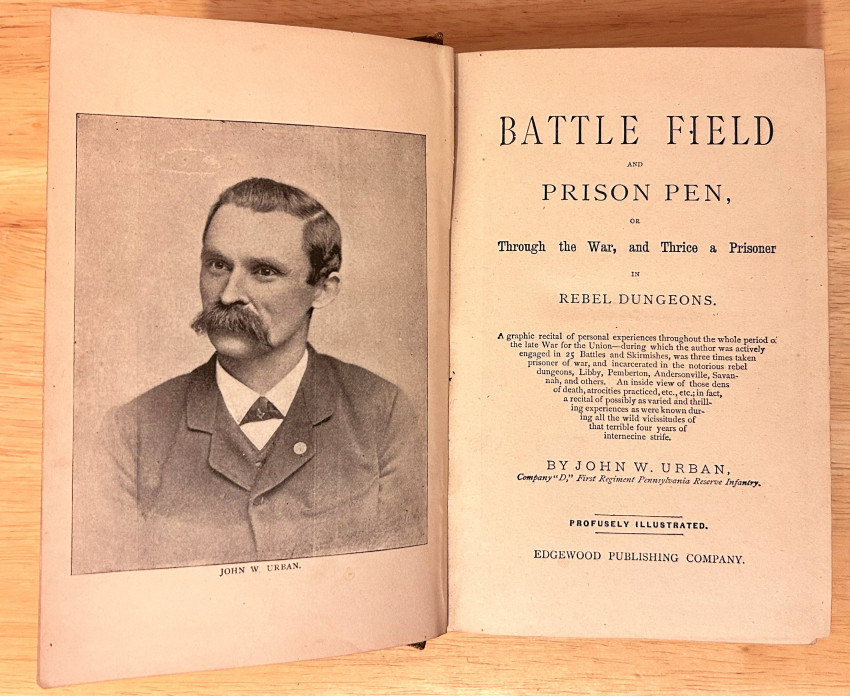 JOHN W. URBAN.
BATTLE FIELD
AND
PRISON PEN,
OR
Through the War, and Thrice a Prisoner
IN
REBEL DUNGEONS.
A graphic recital of personal experiences throughout the whole period of
the late War for the Union—during which the author was actively
engaged in 25 Battles and Skirmishes, was three times taken
prisoner of war, and incarcerated in the notorious rebel
dungeons, Libby, Pemberton, Andersonville, Savan-
nah, and others. An inside view of those dens
of death, atrocities practiced, etc., etc.; in fact,
a recital of possibly as varied and thrill-
ing experiences as were known dur-
ing all the wild vicissitudes of
that terrible four years of
internecine strife.
BY JOHN W. URBAN,
Company "D," First Regiment Pennsylvania Reserve Infantry.
PROFUSELY ILLUSTRATED.
EDGEWOOD PUBLISHING COMPANY.